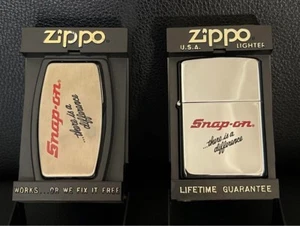 zippo
Snap-on®
...there is a
difference
WORKS...OR WE FIX IT FREE
zippo
U.S.A. LIGHTER
Snap-on®
...there is a
difference
LIFETIME GUARANTEE